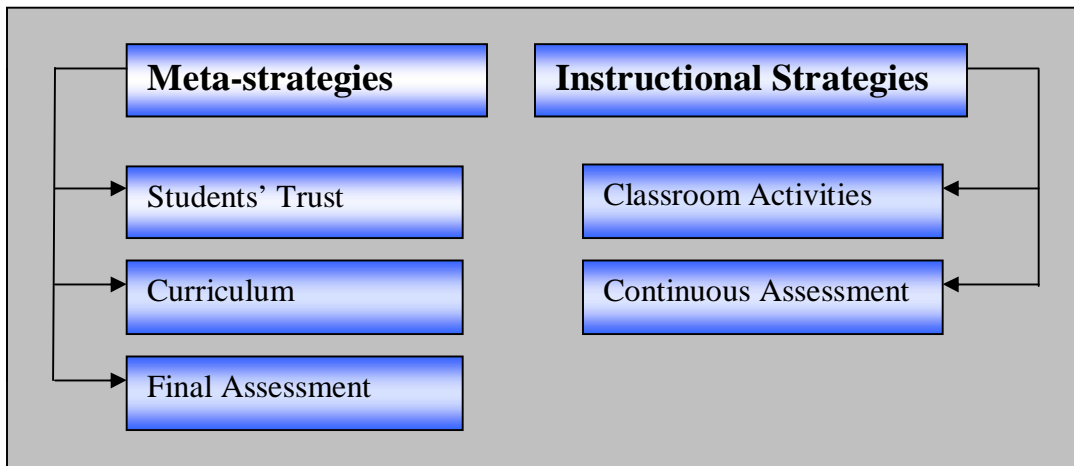 Meta-strategies
Students’ Trust
Curriculum
Final Assessment
Instructional Strategies
Classroom Activities
Continuous Assessment